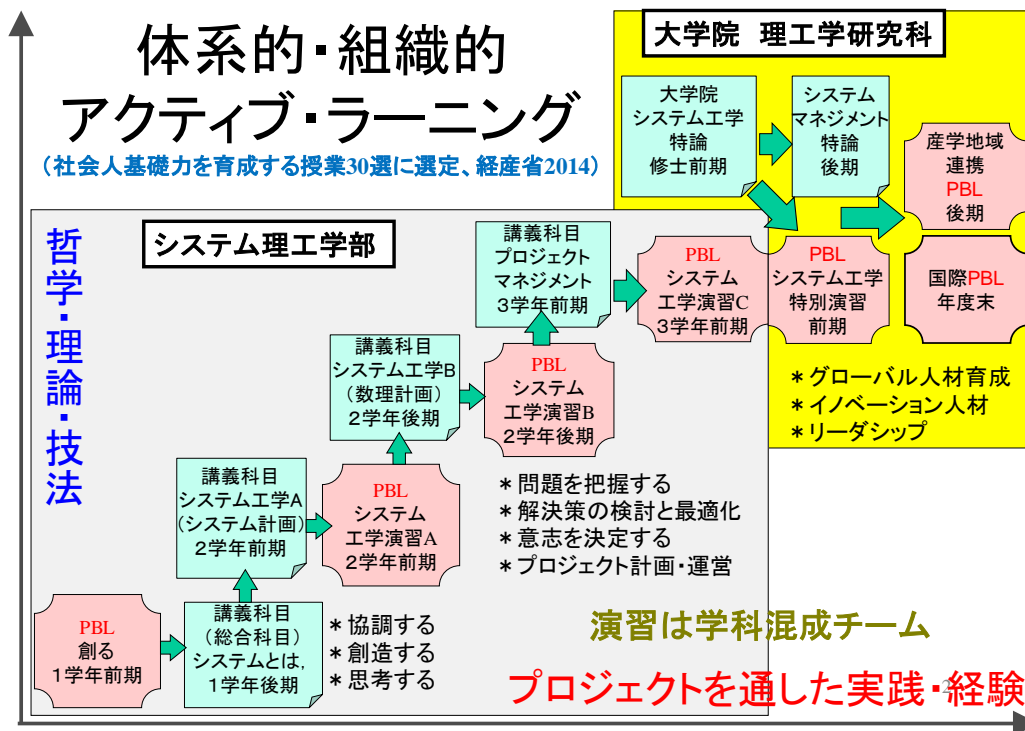 体系的・組織的
アクティブ・ラーニング
（社会人基礎力を育成する授業30選に選定、経産省2014）
大学院　理工学研究科
大学院
システム工学
特論
修士前期
システム
マネジメント
特論
後期
産学地域
連携
PBL
後期
哲学・理論・技法
システム理工学部
講義科目
プロジェクト
マネジメント
3学年前期
PBL
システム
工学演習C
3学年前期
PBL
システム工学
特別演習
前期
国際PBL
年度末
講義科目
システム工学B
（数理計画）
2学年後期
PBL
システム
工学演習B
2学年後期
＊グローバル人材育成
＊イノベーション人材
＊リーダシップ
講義科目
システム工学A
（システム計画）
2学年前期
PBL
システム
工学演習A
2学年前期
＊問題を把握する
＊解決策の検討と最適化
＊意志を決定する
＊プロジェクト計画・運営
PBL
創る
1学年前期
講義科目
（総合科目）
システムとは，
1学年後期
＊協調する
＊創造する
＊思考する
演習は学科混成チーム
プロジェクトを通した実践・経験
2